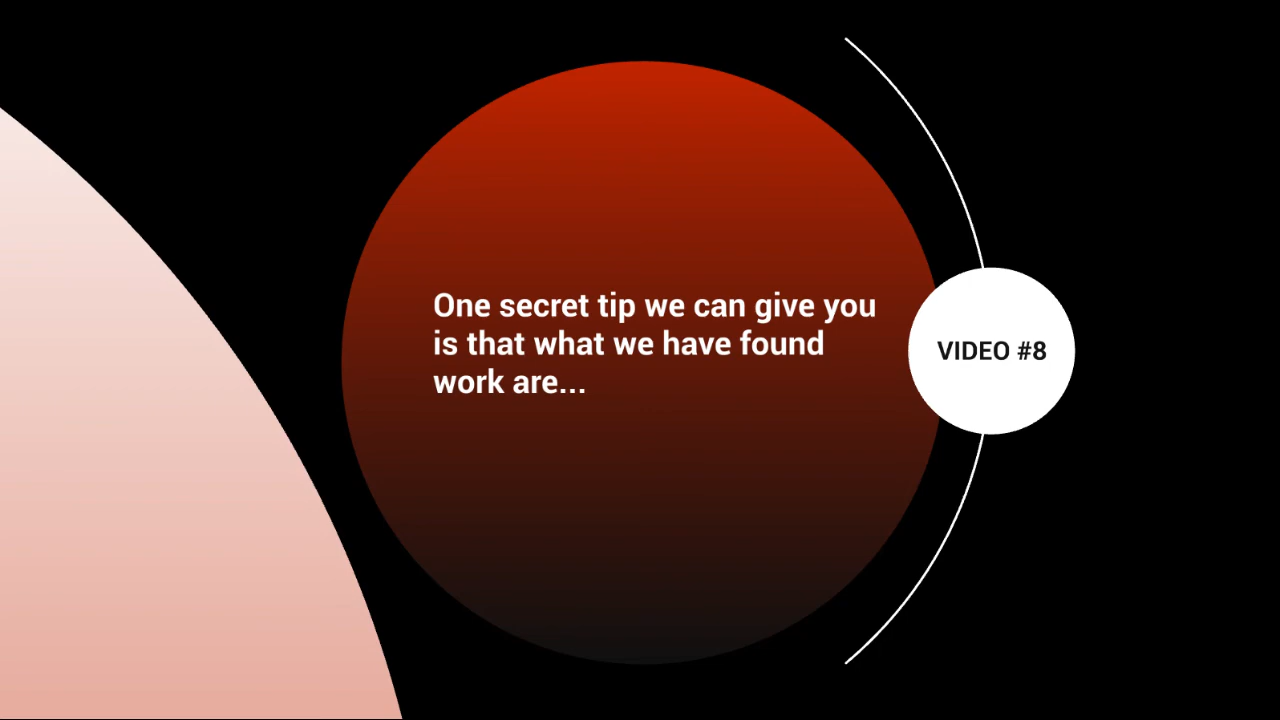 One secret tip we can give you
is that what we have found
work are...
VIDEO #8